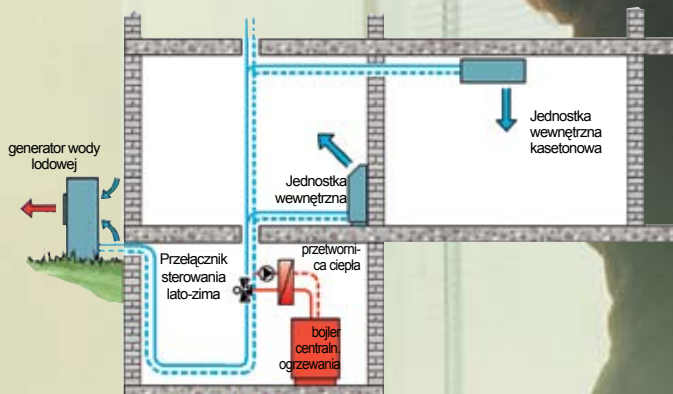 generator wody
lodowej
Jednostka
wewnętrzna
kasetonowa
Jednostka
wewnętrzna
Przełącznik
sterowania
lato-zima
przetworni-
ca ciepła
bojler
centraln.
ogrzewania